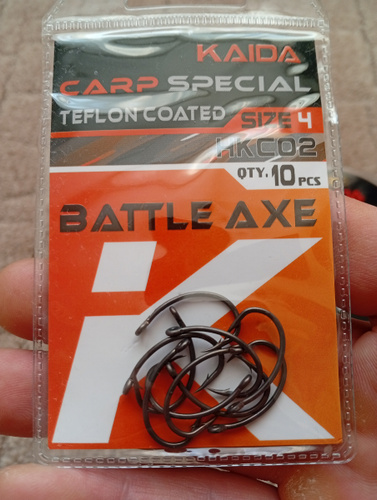 KAIDA
CARP SPECIAL
TEFLON COATED SIZE 4
HKC02
QTY. 10 PCS
BATTLE AXE